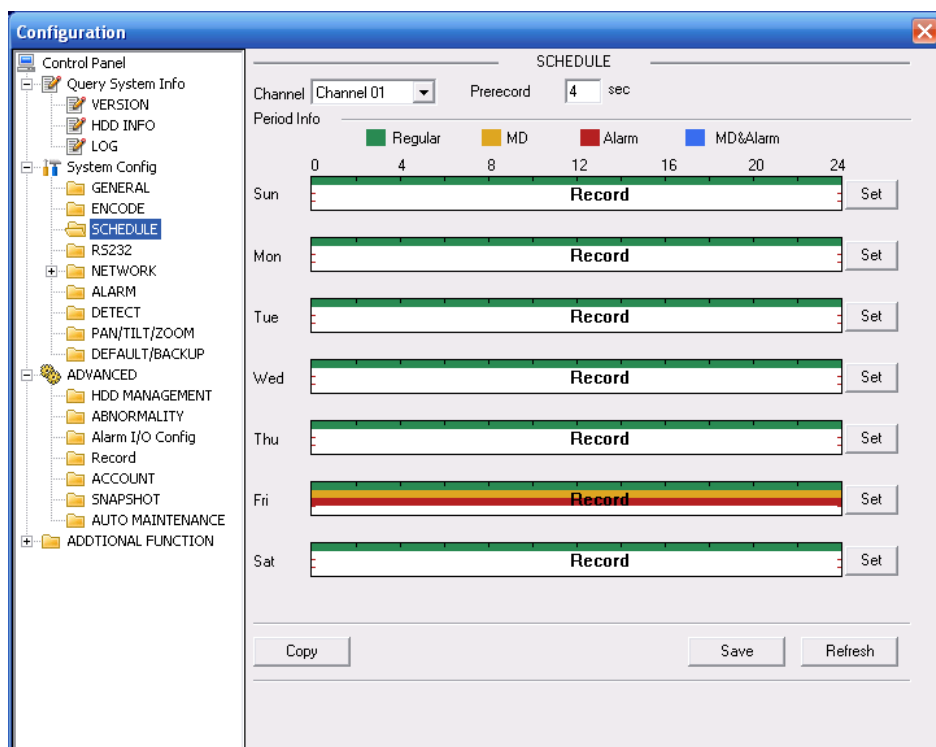 Configuration
Control Panel
Query System Info
VERSION
HDD INFO
LOG
System Config
GENERAL
ENCODE
SCHEDULE
RS232
NETWORK
ALARM
DETECT
PAN/TILT/ZOOM
DEFAULT/BACKUP
ADVANCED
HDD MANAGEMENT
ABNORMALITY
Alarm I/O Config
Record
ACCOUNT
SNAPSHOT
AUTO MAINTENANCE
ADDTIONAL FUNCTION
SCHEDULE
Channel Channel 01 Prerecord 4 sec
Period Info
Regular MD Alarm MD&Alarm
0 4 8 12 16 20 24
Sun Record Set
Mon Record Set
Tue Record Set
Wed Record Set
Thu Record Set
Fri Record Set
Sat Record Set
Copy Save Refresh